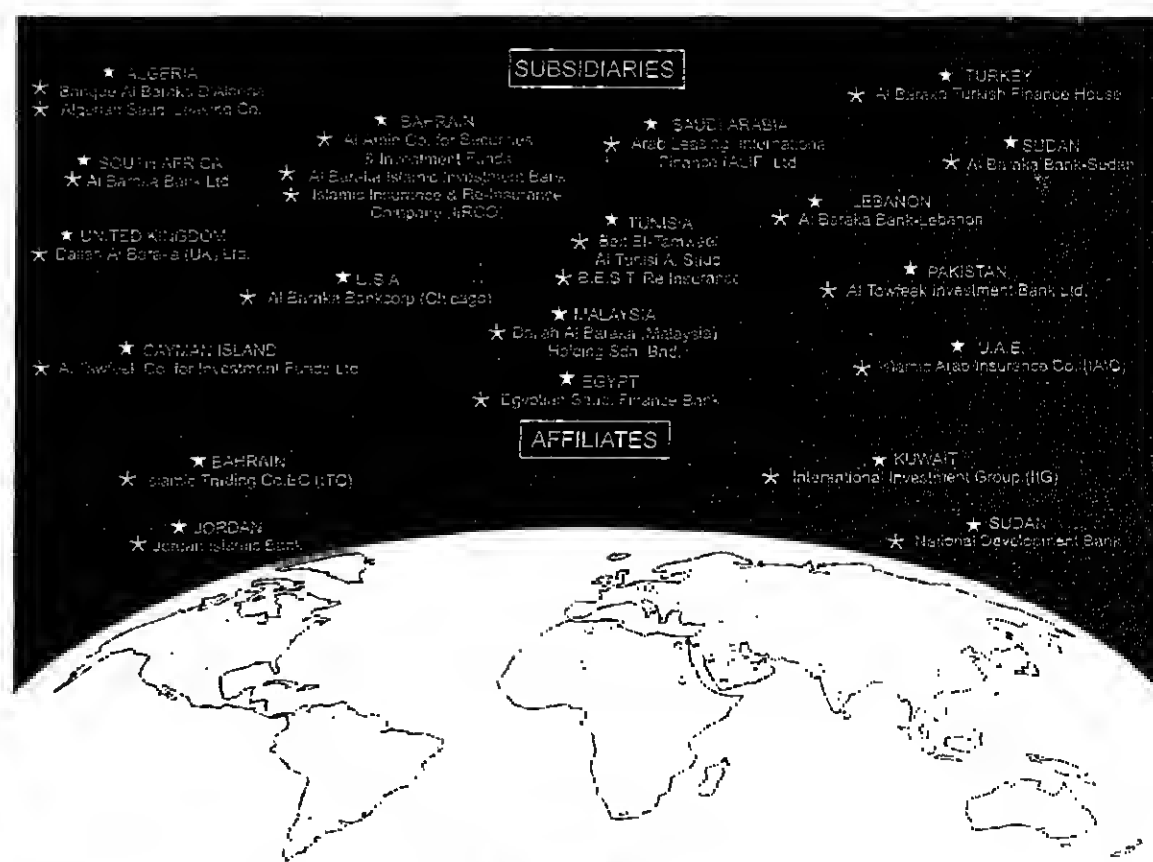 SUBSIDIARIES
ALGERIA
Banque Al Baraka D'Algerie
Algerian Saudi Leasing Co.
SOUTH AFRICA
Al Baraka Bank Ltd.
UNITED KINGDOM
Dallah Al Baraka (UK) Ltd.
CAYMAN ISLAND
Al Tawfeek Co. for Investment Funds Ltd
BAHRAIN
Al Amin Co. for Securities
& Investment Funds
Al Baraka Islamic Investment Bank
Islamic Insurance & Re-Insurance
Company (IIRCO)
U.S.A
Al Baraka Bankcorp (Chicago)
SAUDI ARABIA
Arab Leasing International
Finance (ALIF) Ltd
TUNISIA
Beit El-Tamweel
Al Tunisi A. Saudi
B.E.S.T. Re Insurance
MALAYSIA
Dallah Al Baraka (Malaysia)
Holding Sdn. Bhd.
EGYPT
Egyptian Saudi Finance Bank
TURKEY
Al Baraka Turkish Finance House
SUDAN
Al Baraka Bank-Sudan
LEBANON
Al Baraka Bank-Lebanon
PAKISTAN
Al Towfeek Investment Bank Ltd.
U.A.E.
Islamic Arab Insurance Co. (IAIC)
AFFILIATES
BAHRAIN
Islamic Trading Co.EC (ITC)
JORDAN
Jordan Islamic Bank
KUWAIT
International Investment Group (IIG)
SUDAN
National Development Bank